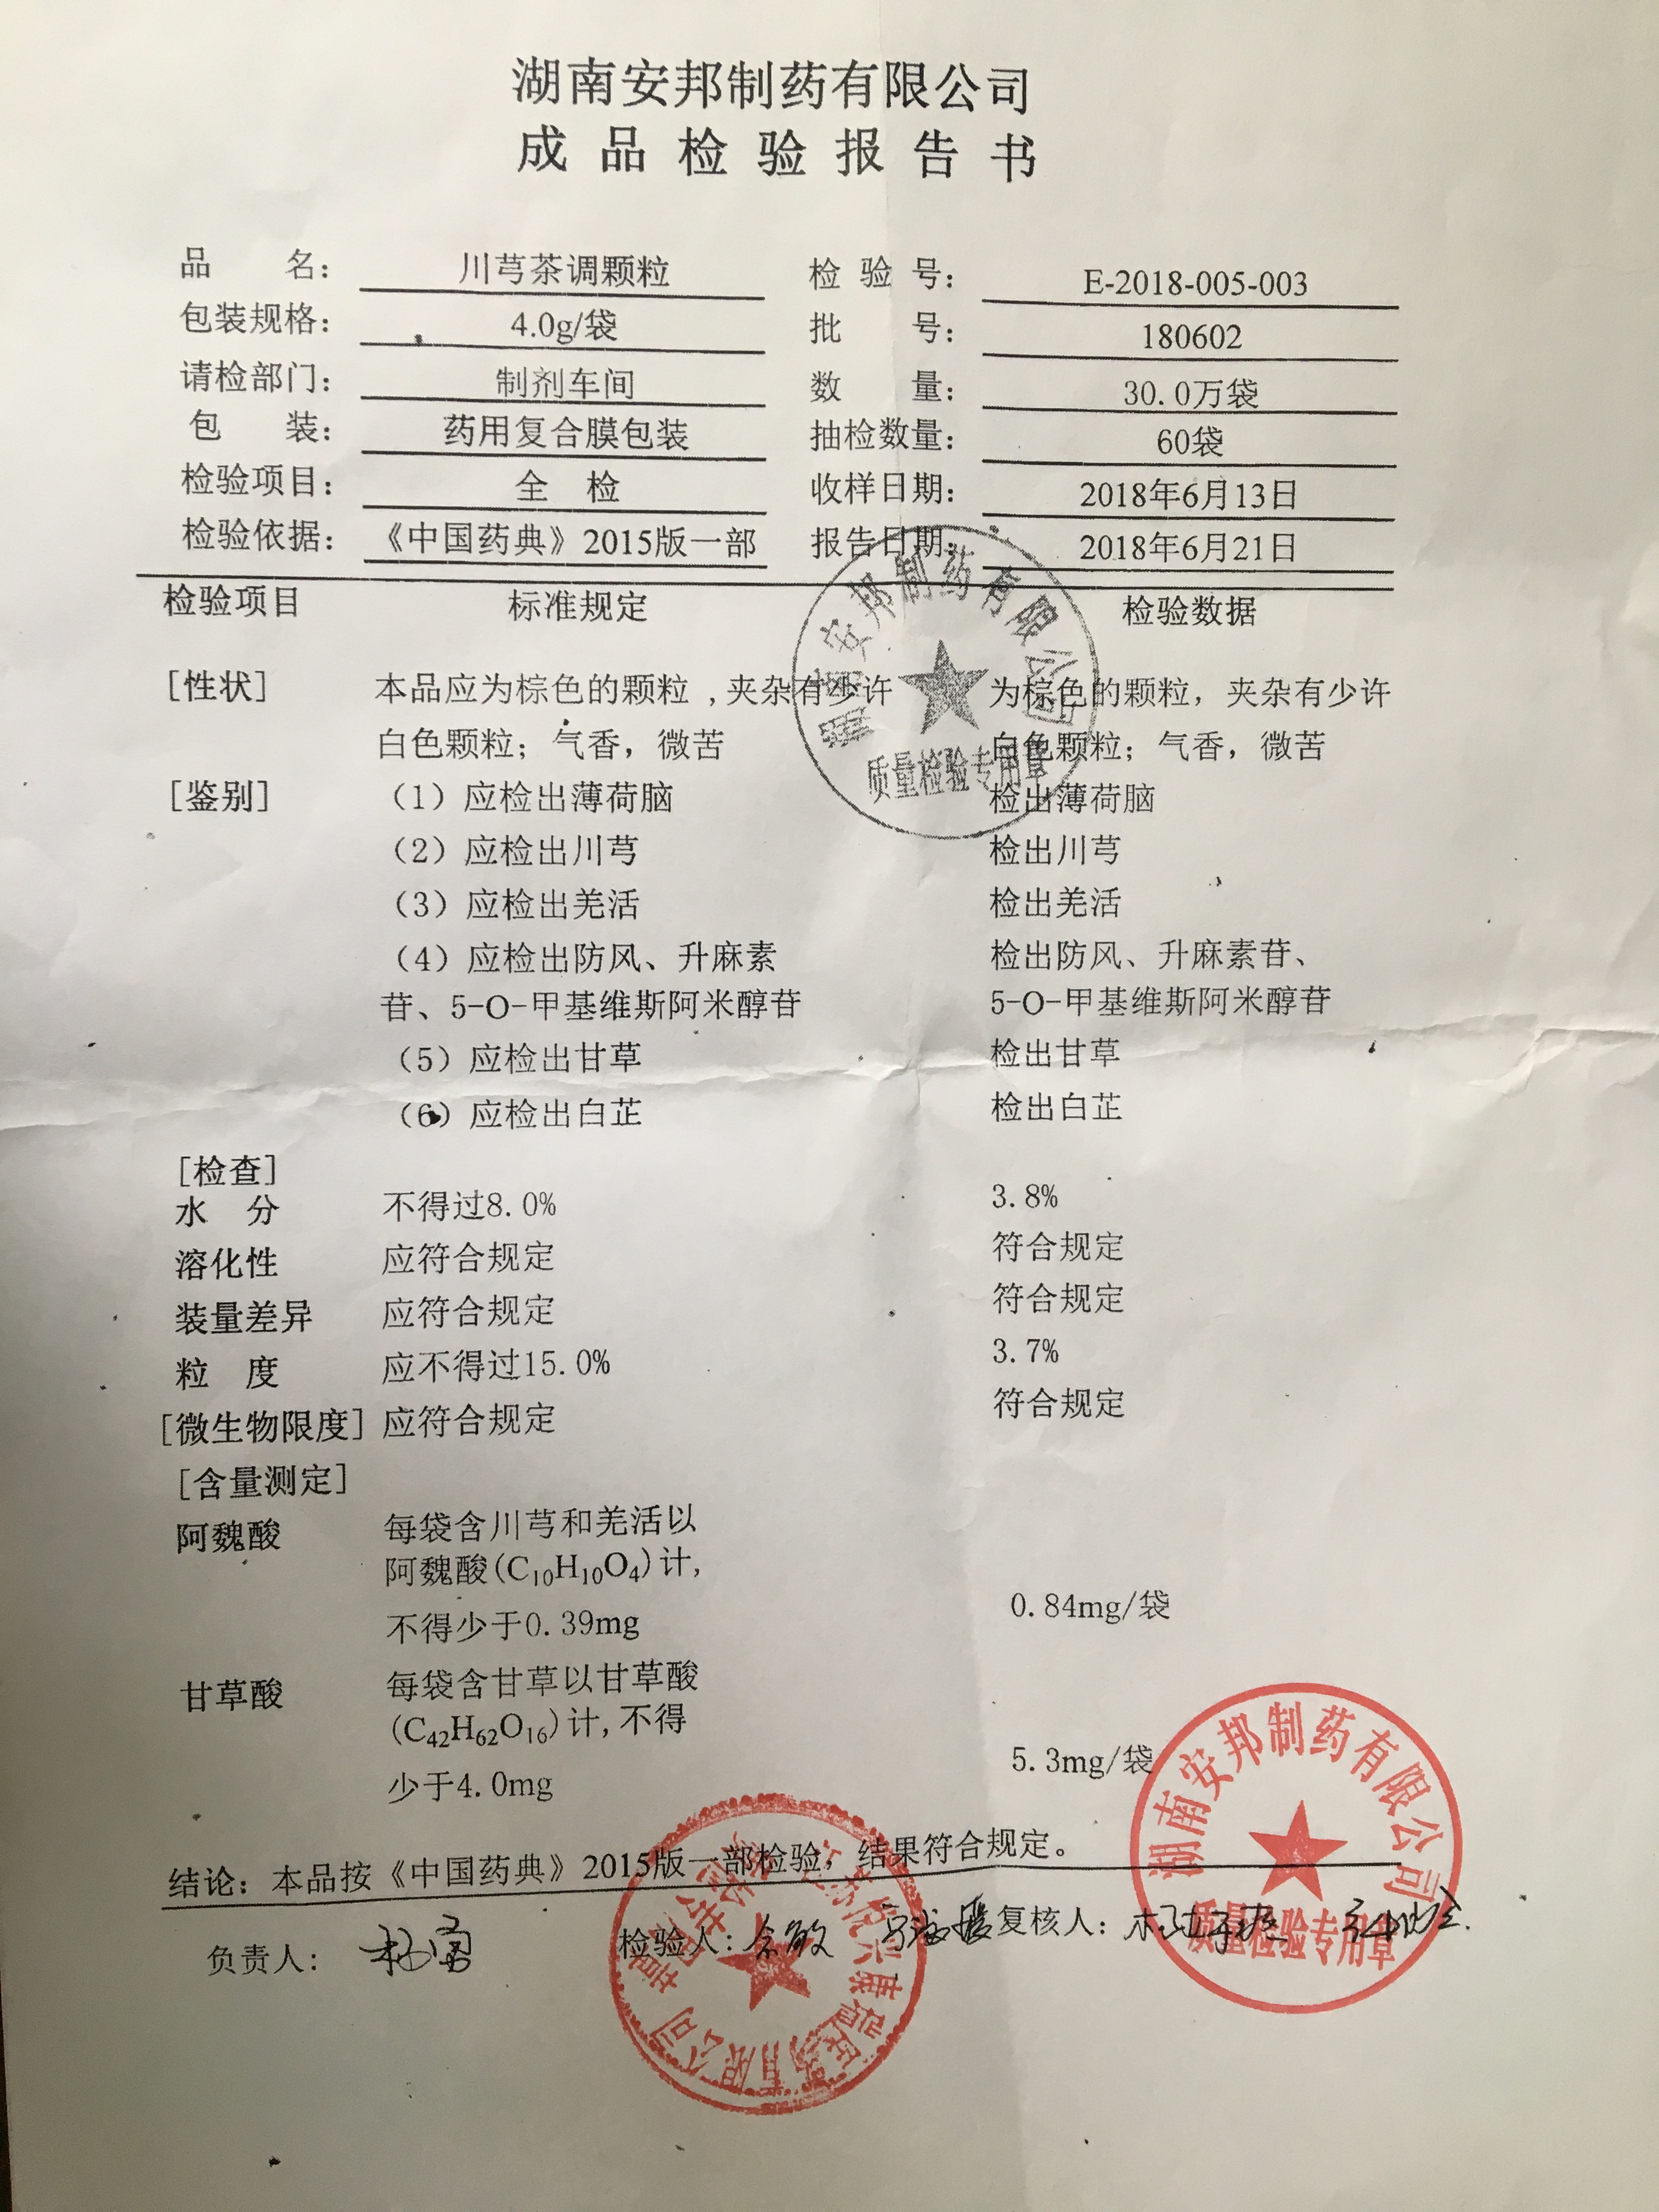 湖南安邦制药有限公司
成品检验报告书
品 名： 川芎茶调颗粒 检 验 号： E-2018-005-003
包装规格： 4.0g/袋 批 号： 180602
请检部门： 制剂车间 数 量： 30.0万袋
包 装： 药用复合膜包装 抽检数量： 60袋
检验项目： 全 检 收样日期： 2018年6月13日
检验依据： 《中国药典》2015版一部 报告日期： 2018年6月21日
检验项目 标准规定 检验数据
[性状] 本品应为棕色的颗粒，夹杂有少许 为棕色的颗粒，夹杂有少许
白色颗粒；气香，微苦 白色颗粒；气香，微苦
[鉴别] （1）应检出薄荷脑 检出薄荷脑
（2）应检出川芎 检出川芎
（3）应检出羌活 检出羌活
（4）应检出防风、升麻素 检出防风、升麻素苷、
苷、5-O-甲基维斯阿米醇苷 5-O-甲基维斯阿米醇苷
（5）应检出甘草 检出甘草
（6）应检出白芷 检出白芷
[检查]
水 分 不得过8.0% 3.8%
溶化性 应符合规定 符合规定
装量差异 应符合规定 符合规定
粒 度 应不得过15.0% 3.7%
[微生物限度] 应符合规定 符合规定
[含量测定]
阿魏酸 每袋含川芎和羌活以
阿魏酸(C₁₀H₁₀O₄)计,
不得少于0.39mg 0.84mg/袋
甘草酸 每袋含甘草以甘草酸
(C₄₂H₆₂O₁₆)计,不得
少于4.0mg 5.3mg/袋
结论：本品按《中国药典》2015版一部检验，结果符合规定。
负责人： 检验人： 余敏 复核人：
湖南安邦制药有限公司
质量检验专用章
湖南安邦制药有限公司
质量检验专用章